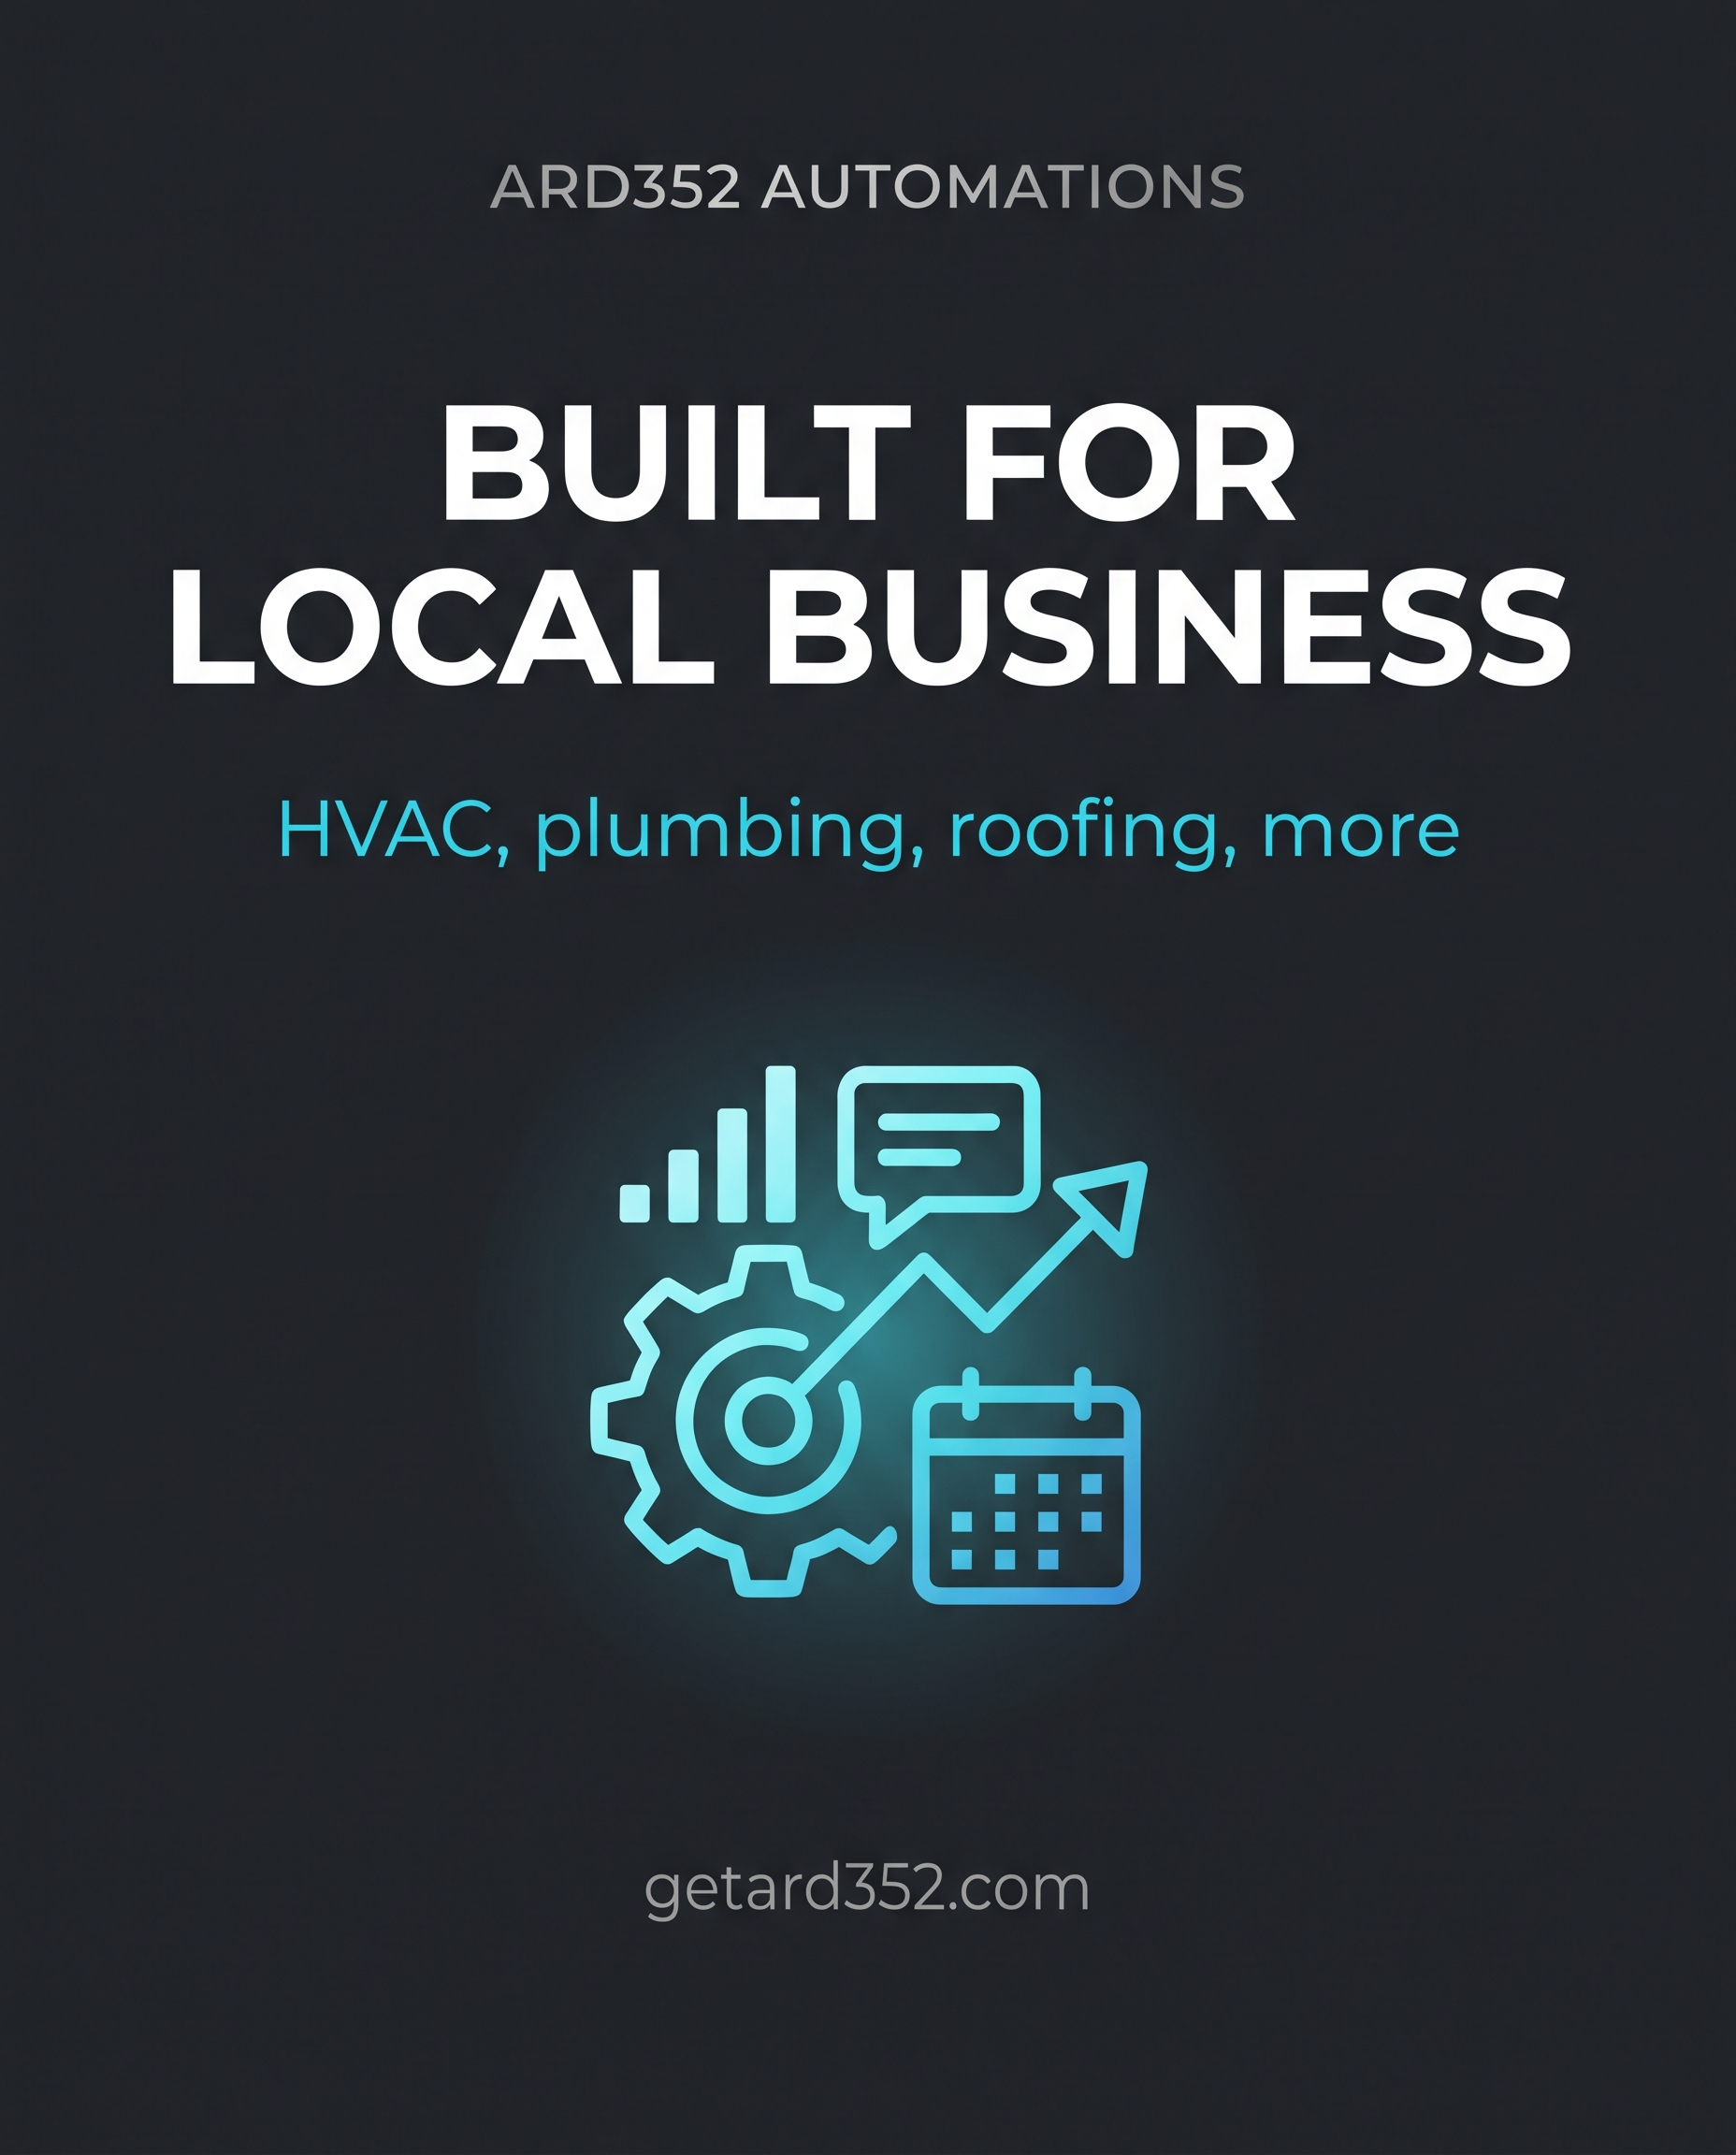 ARD352 AUTOMATIONS
BUILT FOR
LOCAL BUSINESS
HVAC, plumbing, roofing, more
getard352.com